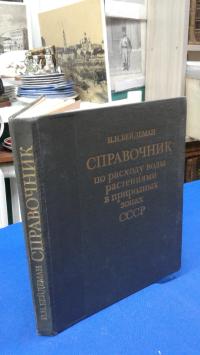 И.Н.БЕЙДЕМАН
СПРАВОЧНИК
по расходу воды
растениями
в природных
зонах
СССР
И.Н. БЕЙДЕМАН СПРАВОЧНИК